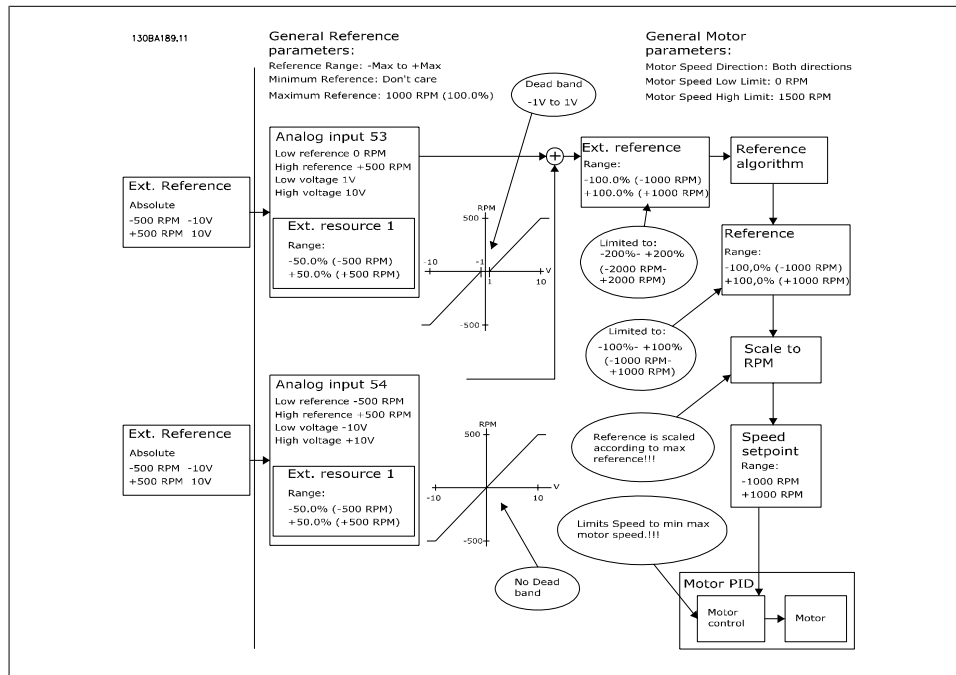 130BA189.11
General Reference
parameters:
Reference Range: -Max to +Max
Minimum Reference: Don't care
Maximum Reference: 1000 RPM (100.0%)
General Motor
parameters:
Motor Speed Direction: Both directions
Motor Speed Low Limit: 0 RPM
Motor Speed High Limit: 1500 RPM
Dead band
-1V to 1V
Ext. Reference
Absolute
-500 RPM -10V
+500 RPM 10V
Analog input 53
Low reference 0 RPM
High reference +500 RPM
Low voltage 1V
High voltage 10V
Ext. resource 1
Range:
-50.0% (-500 RPM)
+50.0% (+500 RPM)
RPM
500
-10
-1
1
10
V
-500
Ext. reference
Range:
-100.0% (-1000 RPM)
+100.0% (+1000 RPM)
Reference
algorithm
Limited to:
-200%- +200%
(-2000 RPM-
+2000 RPM)
Reference
Range:
-100,0% (-1000 RPM)
+100,0% (+1000 RPM)
Limited to:
-100%- +100%
(-1000 RPM-
+1000 RPM)
Scale to
RPM
Ext. Reference
Absolute
-500 RPM -10V
+500 RPM 10V
Analog input 54
Low reference -500 RPM
High reference +500 RPM
Low voltage -10V
High voltage +10V
Ext. resource 1
Range:
-50.0% (-500 RPM)
+50.0% (+500 RPM)
RPM
500
-10
10
V
-500
No Dead
band
Reference is scaled
according to max
reference!!!
Speed
setpoint
Range:
-1000 RPM
+1000 RPM
Limits Speed to min max
motor speed.!!!
Motor PID
Motor
control
Motor